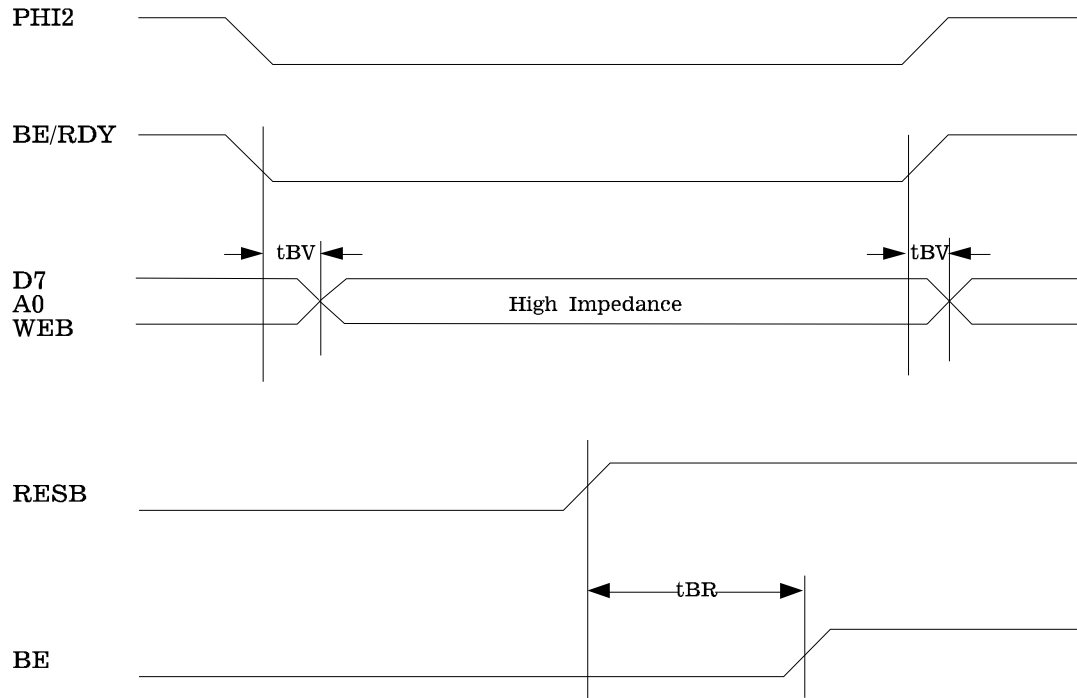 PHI2
BE/RDY
tBV
tBV
D7
A0
High Impedance
WEB
RESB
tBR
BE